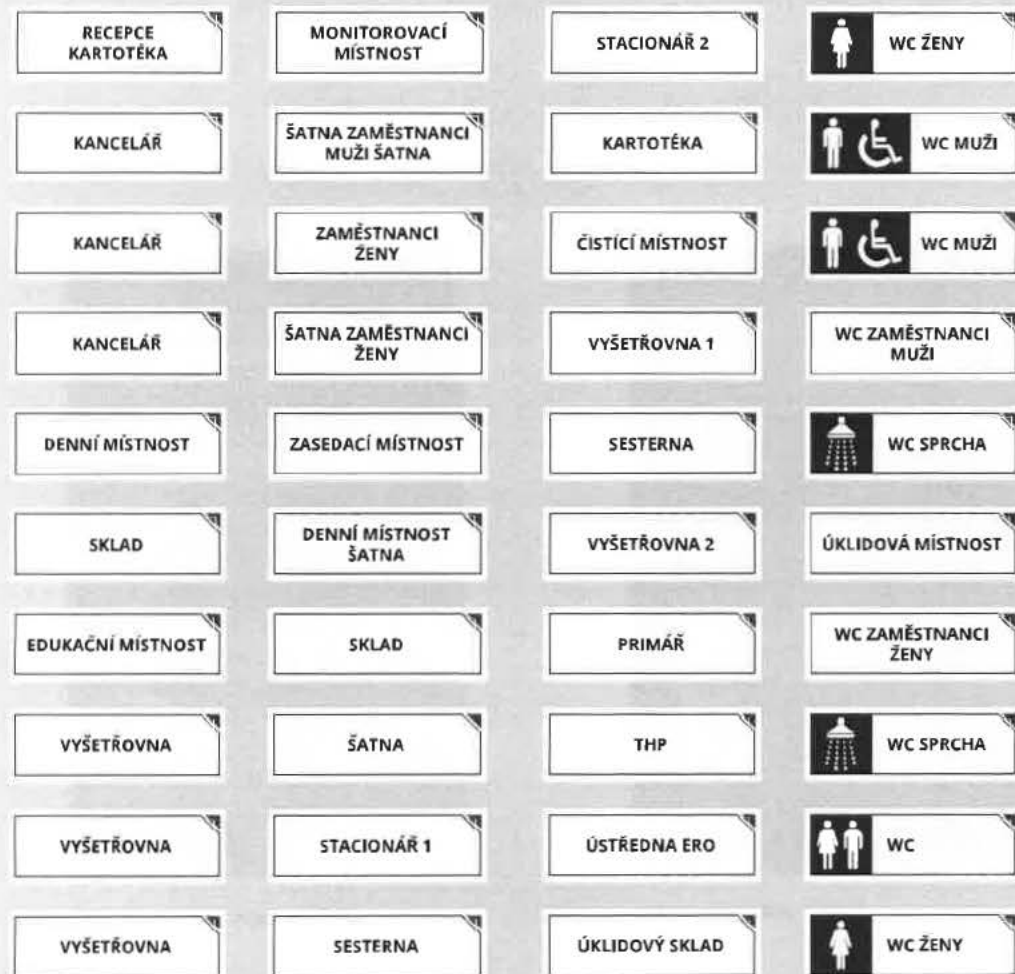 RECEPCE
KARTOTÉKA
MONITOROVACÍ
MÍSTNOST
STACIONÁŘ 2
WC ŽENY
KANCELÁŘ
ŠATNA ZAMĚSTNANCI
MUŽI ŠATNA
KARTOTÉKA
WC MUŽI
KANCELÁŘ
ZAMĚSTNANCI
ŽENY
ČISTÍCÍ MÍSTNOST
WC MUŽI
KANCELÁŘ
ŠATNA ZAMĚSTNANCI
ŽENY
VYŠETŘOVNA 1
WC ZAMĚSTNANCI
MUŽI
DENNÍ MÍSTNOST
ZASEDACÍ MÍSTNOST
SESTERNA
WC SPRCHA
SKLAD
DENNÍ MÍSTNOST
ŠATNA
VYŠETŘOVNA 2
ÚKLIDOVÁ MÍSTNOST
EDUKAČNÍ MÍSTNOST
SKLAD
PRIMÁŘ
WC ZAMĚSTNANCI
ŽENY
VYŠETŘOVNA
ŠATNA
THP
WC SPRCHA
VYŠETŘOVNA
STACIONÁŘ 1
ÚSTŘEDNA ERO
WC
VYŠETŘOVNA
SESTERNA
ÚKLIDOVÝ SKLAD
WC ŽENY